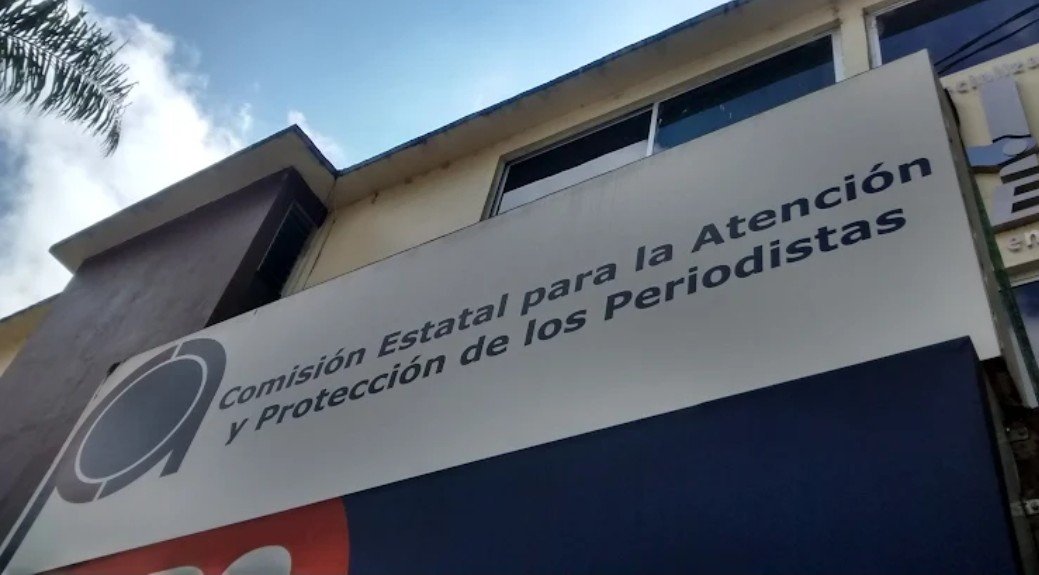 Comisión Estatal para la Atención
y Protección de los Periodistas